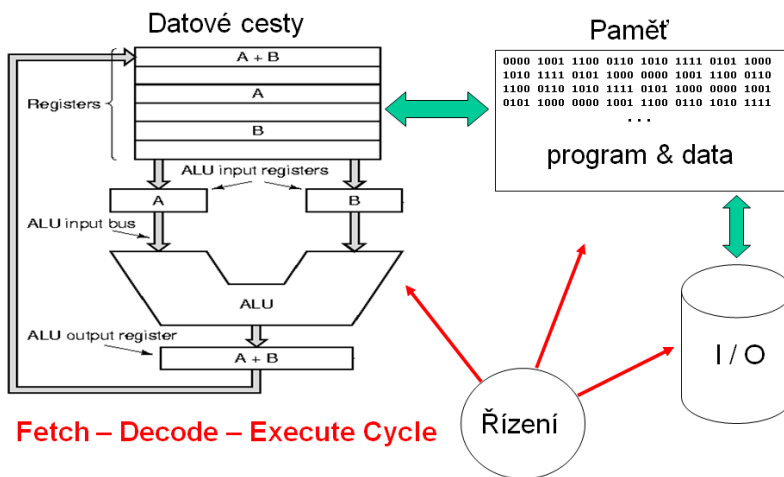 Datové cesty
A + B
A
B
Registers
ALU input registers
A
B
ALU input bus
ALU
ALU output register
A + B
Fetch – Decode – Execute Cycle
Paměť
0000 1001 1100 0110 1010 1111 0101 1000
1010 1111 0101 1000 0000 1001 1100 0110
1100 0110 1010 1111 0101 1000 0000 1001
0101 1000 0000 1001 1100 0110 1010 1111
. . .
program & data
I / O
Řízení